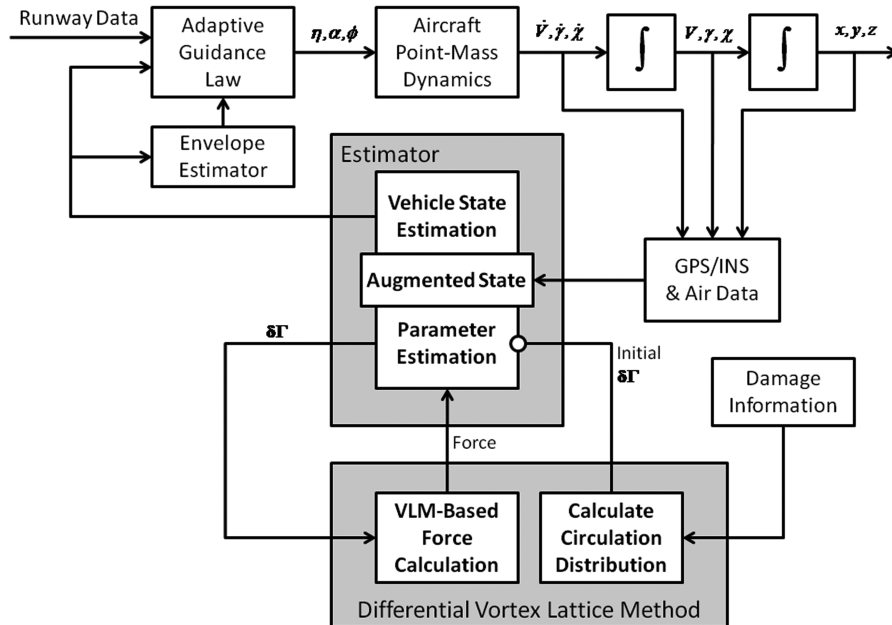 Runway Data
Adaptive
Guidance
Law
η,α,ϕ
Aircraft
Point-Mass
Dynamics
V̇,γ̇,χ̇
∫
V,γ,χ
∫
x,y,z
Envelope
Estimator
Estimator
Vehicle State
Estimation
Augmented State
GPS/INS
& Air Data
Parameter
Estimation
δΓ
Initial
δΓ
Damage
Information
Force
VLM-Based
Force
Calculation
Calculate
Circulation
Distribution
Differential Vortex Lattice Method